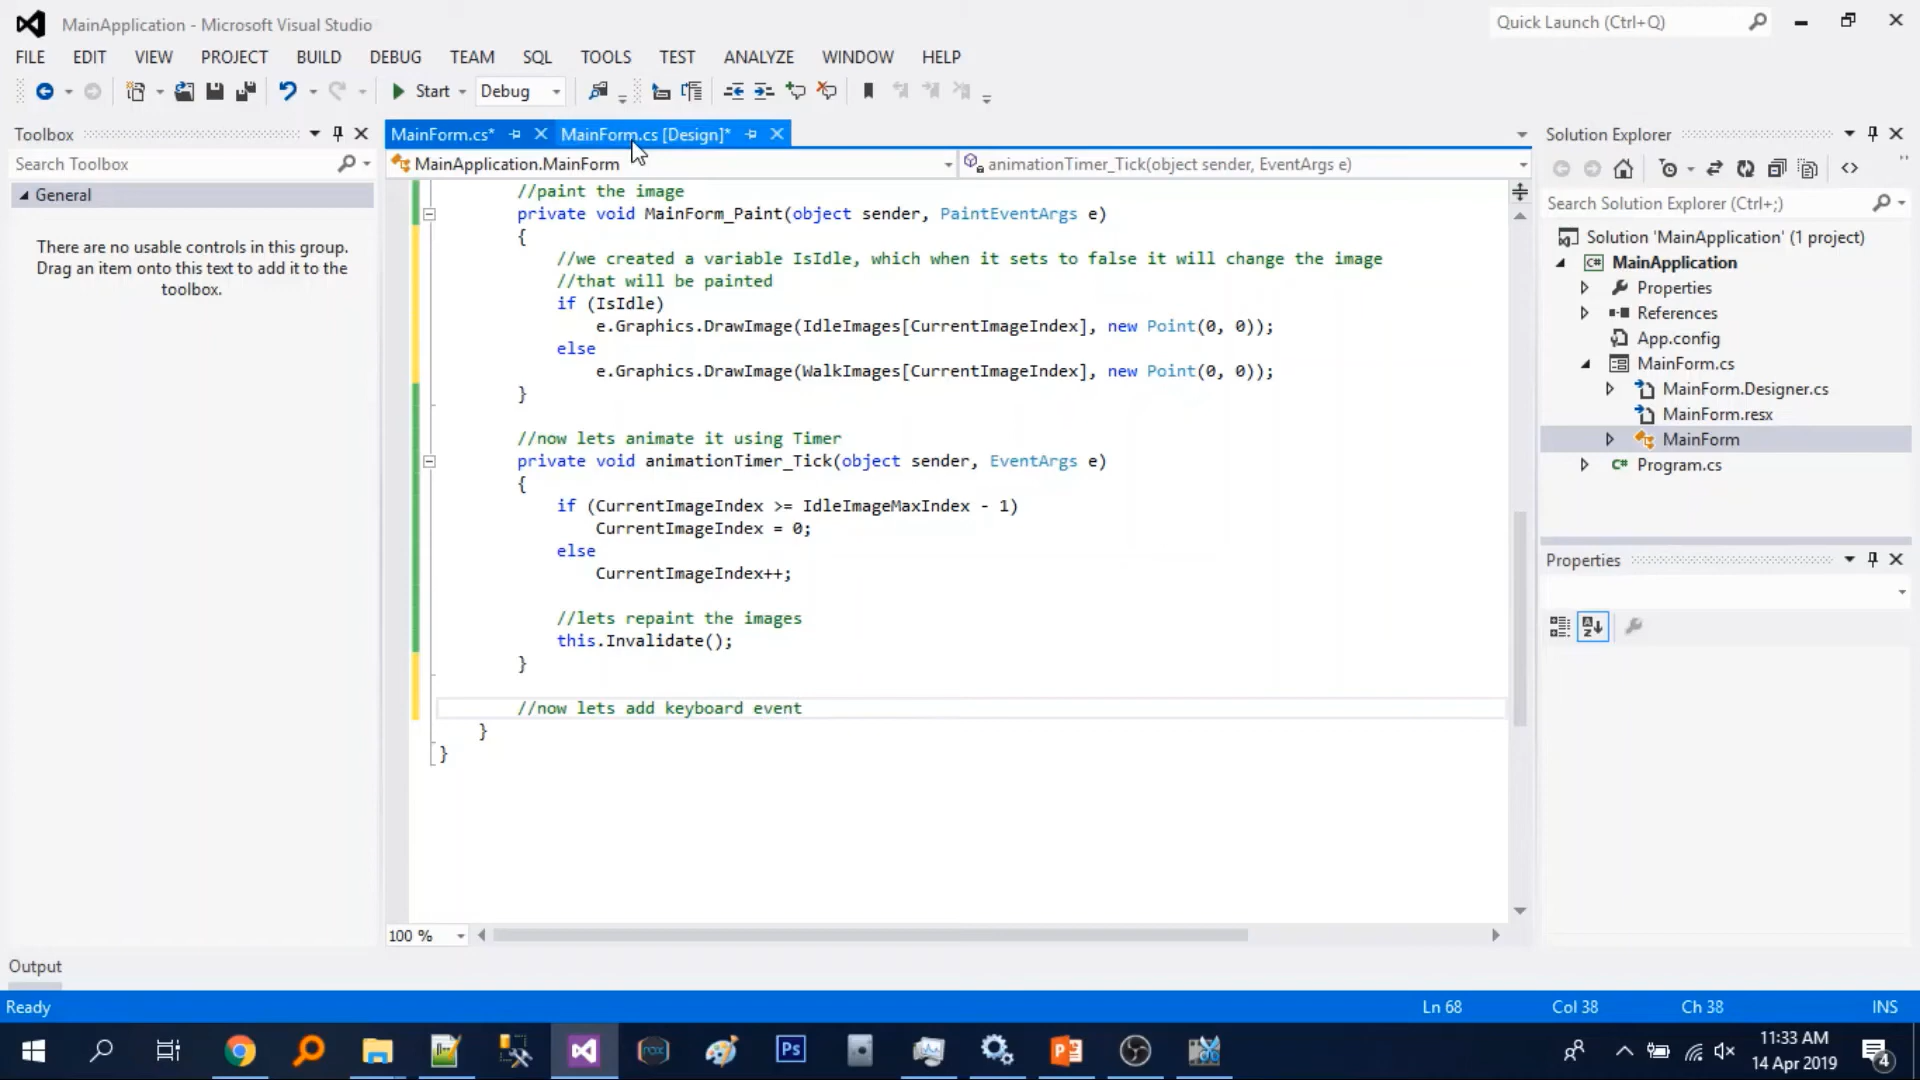 MainApplication - Microsoft Visual Studio
Quick Launch (Ctrl+Q)
FILE EDIT VIEW PROJECT BUILD DEBUG TEAM SQL TOOLS TEST ANALYZE WINDOW HELP
Start Debug
Toolbox
Search Toolbox
General
There are no usable controls in this group.
Drag an item onto this text to add it to the
toolbox.
MainForm.cs* MainForm.cs [Design]*
MainApplication.MainForm animationTimer_Tick(object sender, EventArgs e)
//paint the image
private void MainForm_Paint(object sender, PaintEventArgs e)
{
//we created a variable IsIdle, which when it sets to false it will change the image
//that will be painted
if (IsIdle)
e.Graphics.DrawImage(IdleImages[CurrentImageIndex], new Point(0, 0));
else
e.Graphics.DrawImage(WalkImages[CurrentImageIndex], new Point(0, 0));
}
//now lets animate it using Timer
private void animationTimer_Tick(object sender, EventArgs e)
{
if (CurrentImageIndex >= IdleImageMaxIndex - 1)
CurrentImageIndex = 0;
else
CurrentImageIndex++;
//lets repaint the images
this.Invalidate();
}
//now lets add keyboard event
}
}
100 %
Solution Explorer
Search Solution Explorer (Ctrl+;)
Solution 'MainApplication' (1 project)
C# MainApplication
Properties
References
App.config
MainForm.cs
MainForm.Designer.cs
MainForm.resx
MainForm
C# Program.cs
Properties
Output
Ready
Ln 68 Col 38 Ch 38 INS
Ps
11:33 AM
14 Apr 2019
4